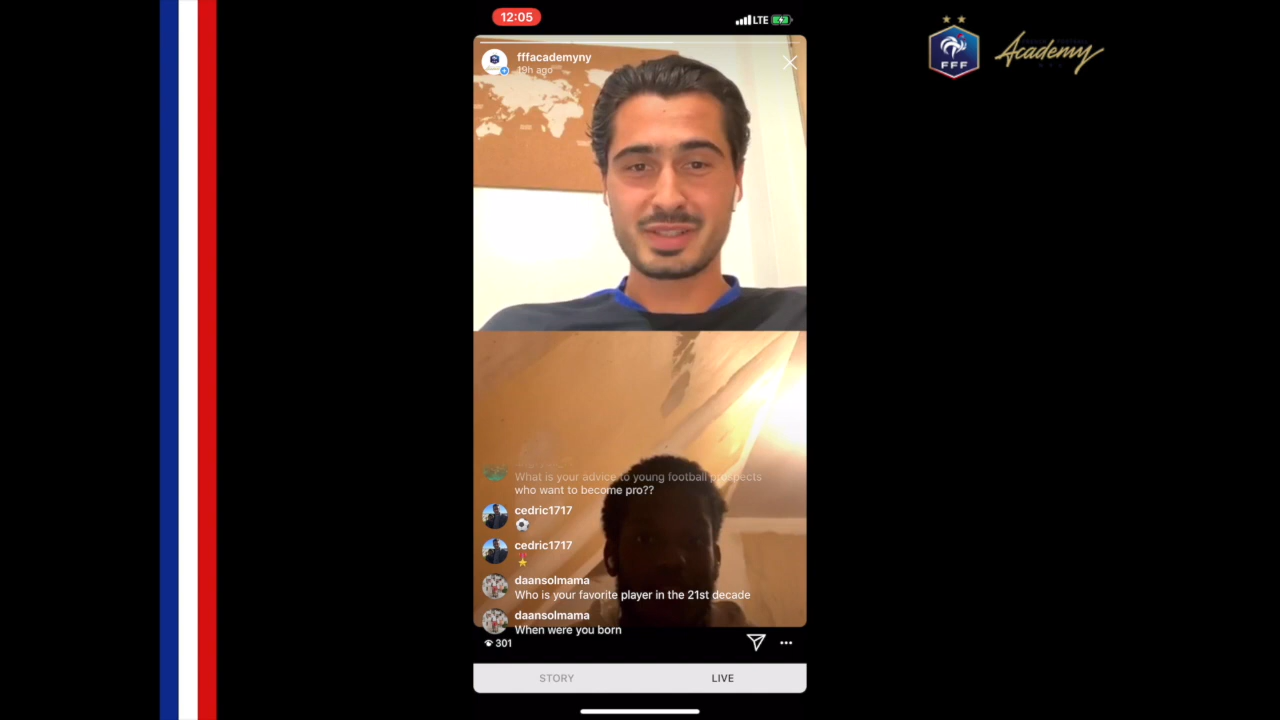 12:05
LTE
FFF
Academy
fffacademyny
19h ago
What is your advice to young football prospects
who want to become pro??
cedric1717
cedric1717
daansolmama
Who is your favorite player in the 21st decade
daansolmama
When were you born
301
STORY
LIVE